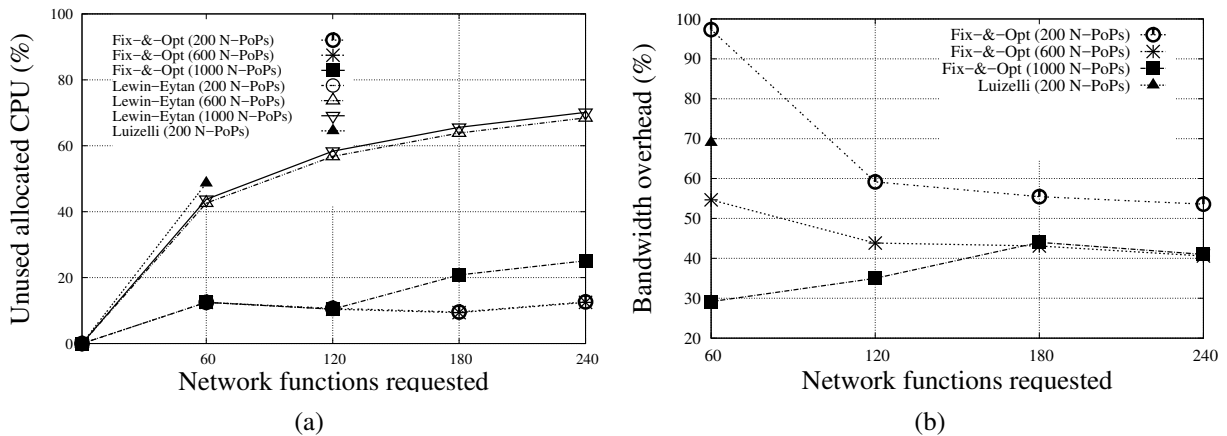 100
80
60
40
20
0
60
120
180
240
Unused allocated CPU (%)
Network functions requested
Fix-&-Opt (200 N-PoPs)
Fix-&-Opt (600 N-PoPs)
Fix-&-Opt (1000 N-PoPs)
Lewin-Eytan (200 N-PoPs)
Lewin-Eytan (600 N-PoPs)
Lewin-Eytan (1000 N-PoPs)
Luizelli (200 N-PoPs)
(a)
100
90
80
70
60
50
40
30
20
60
120
180
240
Bandwidth overhead (%)
Network functions requested
Fix-&-Opt (200 N-PoPs)
Fix-&-Opt (600 N-PoPs)
Fix-&-Opt (1000 N-PoPs)
Luizelli (200 N-PoPs)
(b)